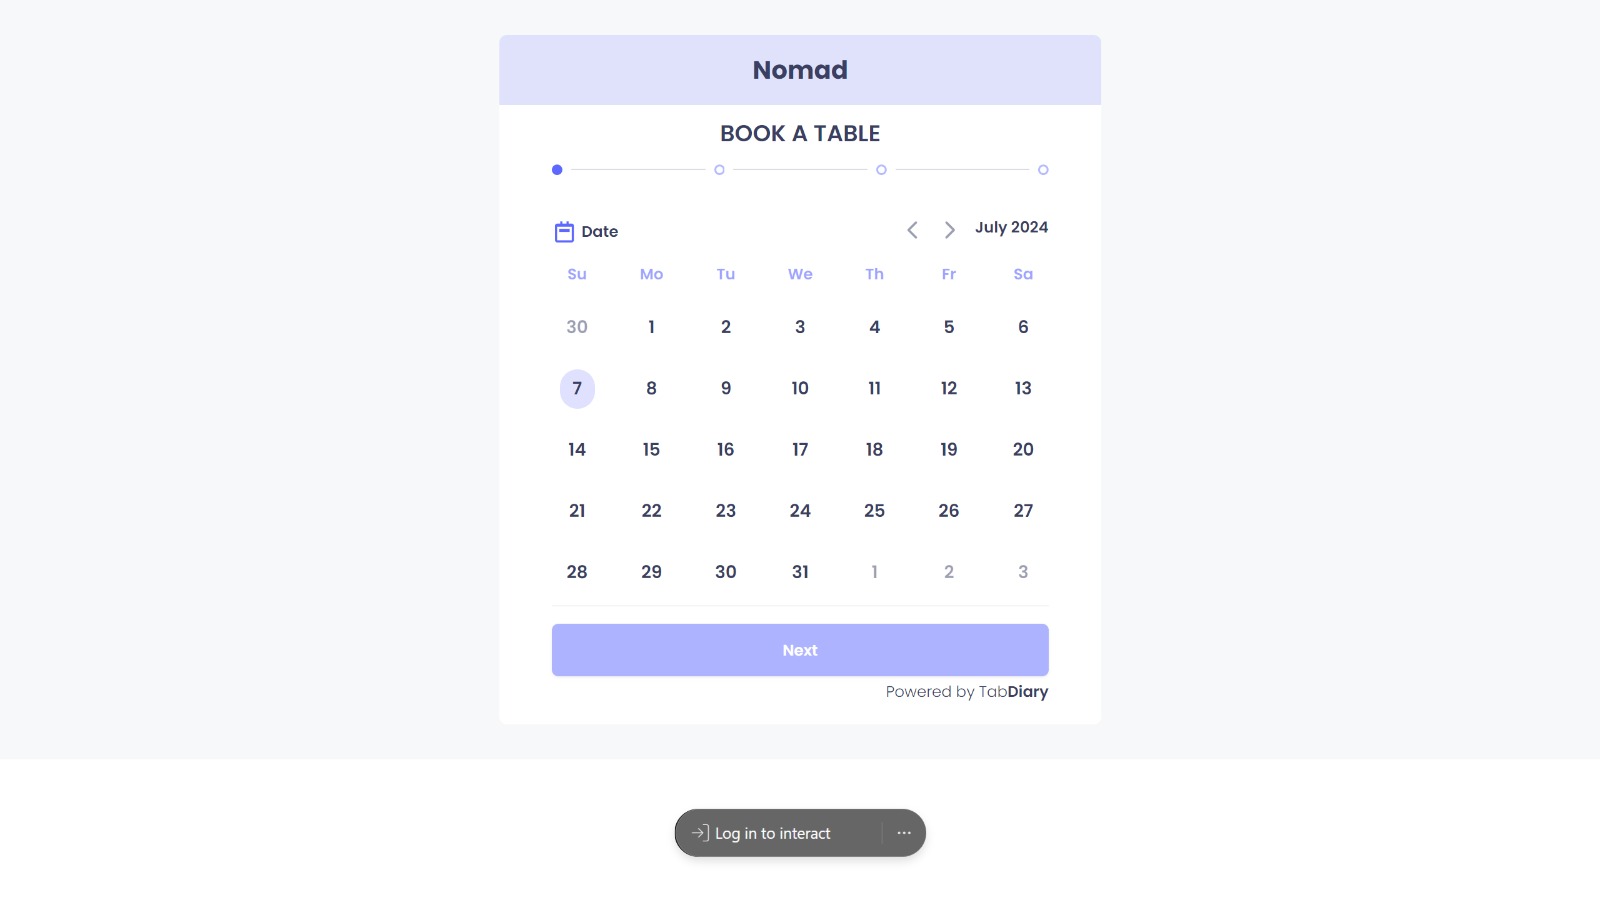 Nomad
BOOK A TABLE
Date
July 2024
Su Mo Tu We Th Fr Sa
30 1 2 3 4 5 6
7 8 9 10 11 12 13
14 15 16 17 18 19 20
21 22 23 24 25 26 27
28 29 30 31 1 2 3
Next
Powered by TabDiary
Log in to interact